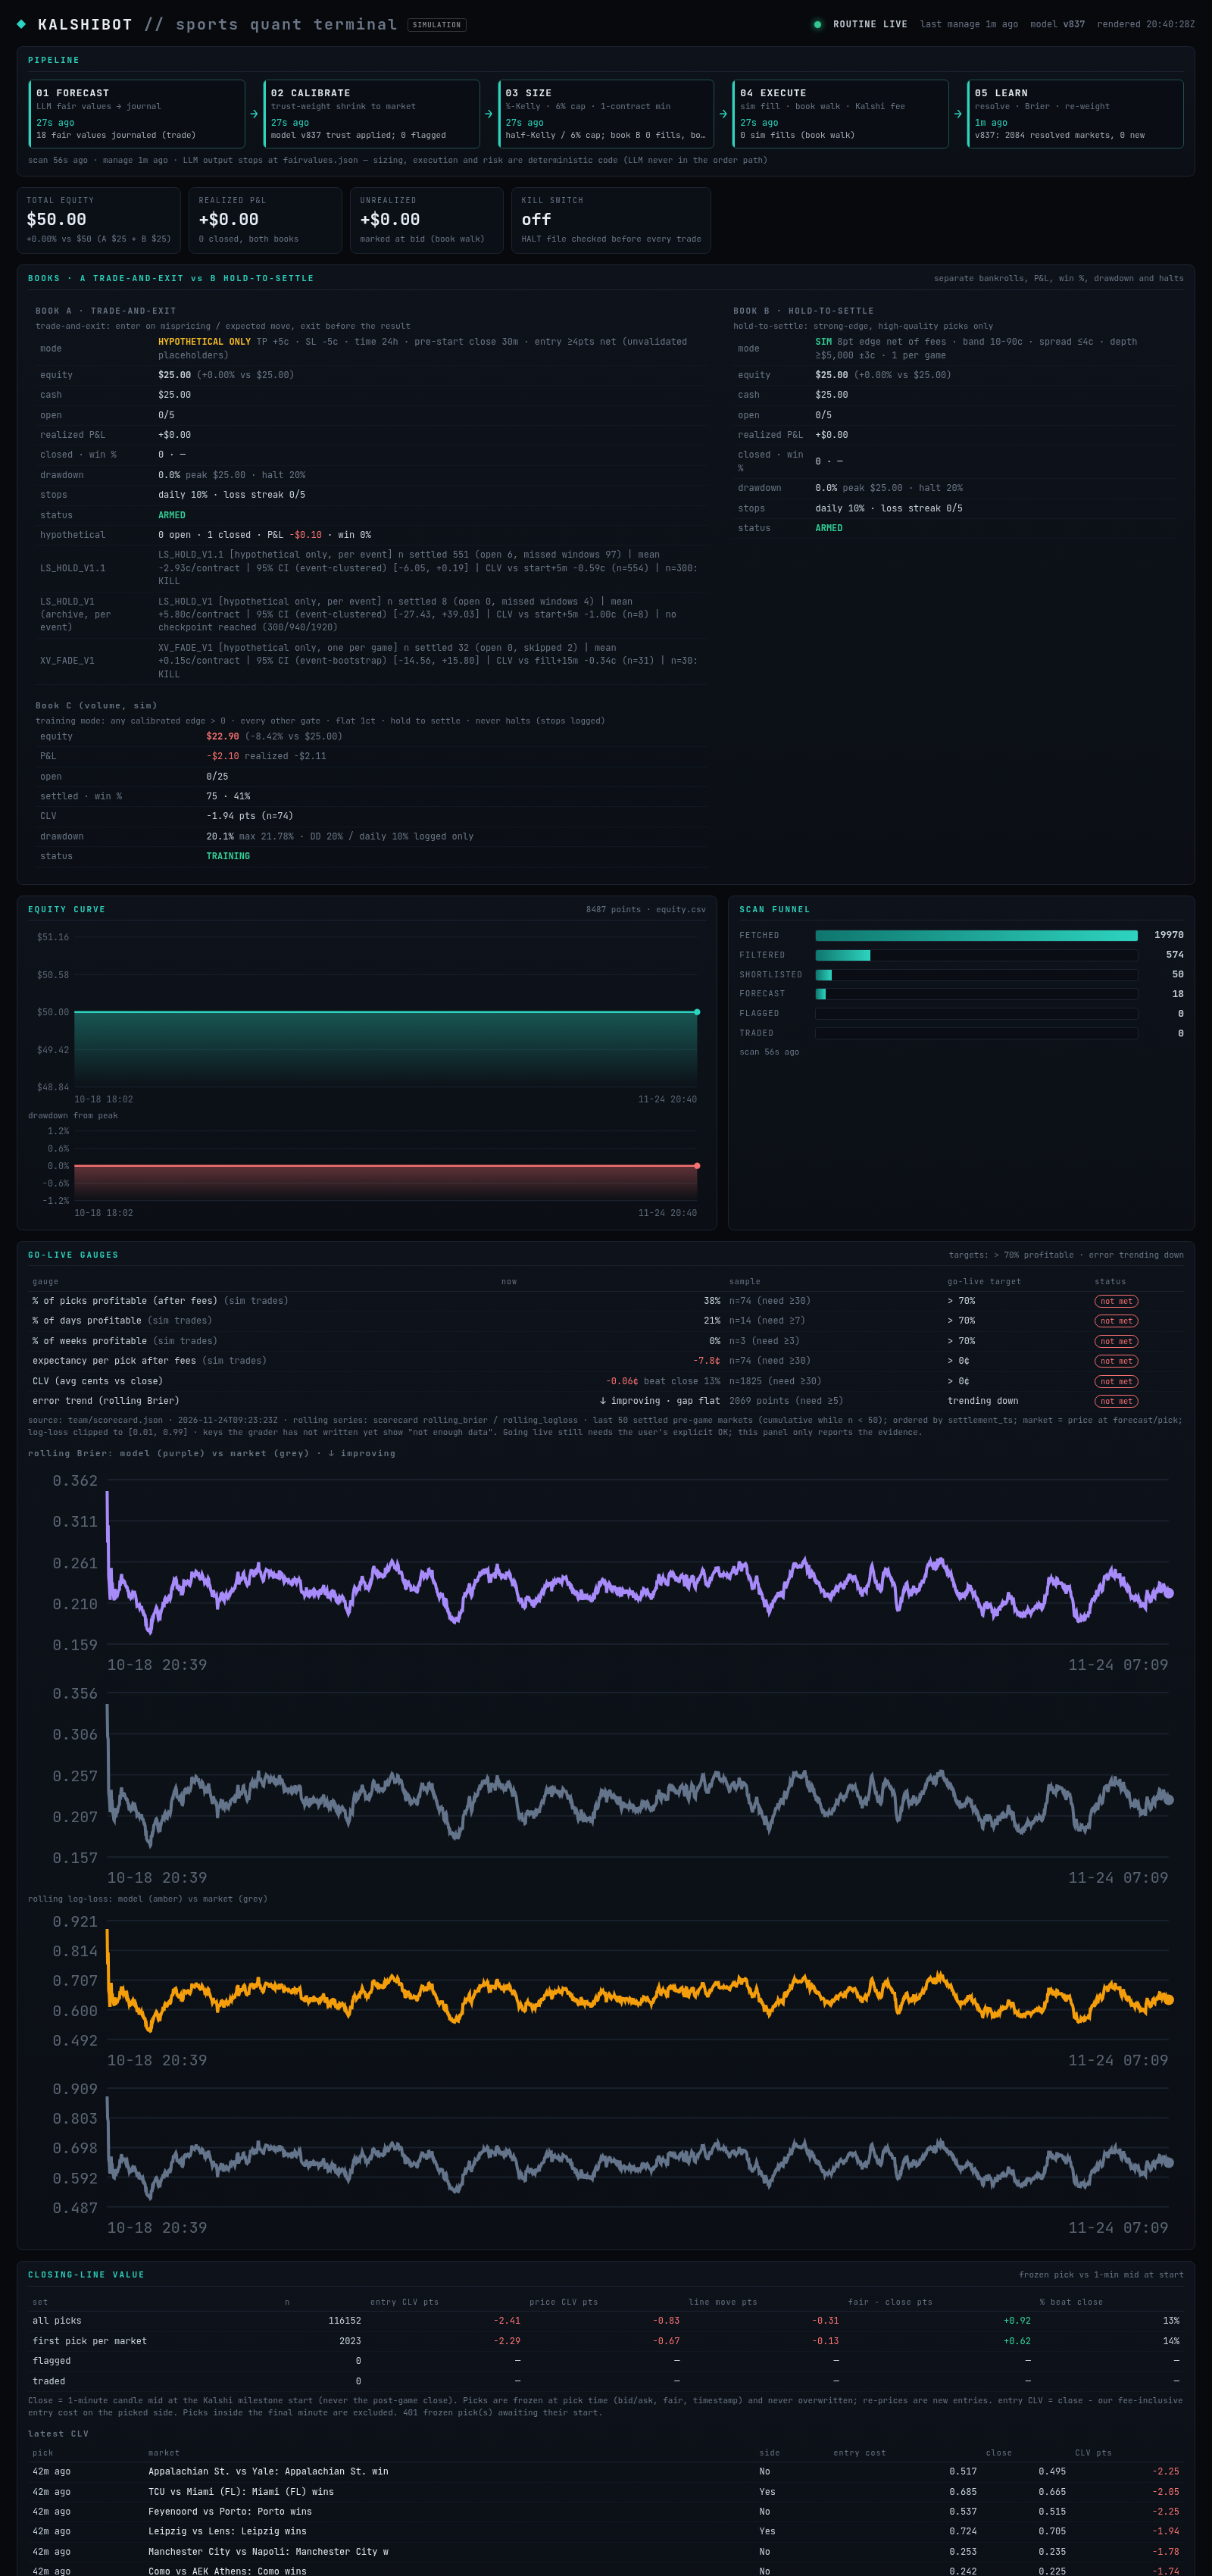 ◆ KALSHIBOT // sports quant terminal SIMULATION
ROUTINE LIVE last manage 1m ago model v837 rendered 20:40:28Z
PIPELINE
01 FORECAST
LLM fair values → journal
27s ago
18 fair values journaled (trade)
→
02 CALIBRATE
trust-weight shrink to market
27s ago
model v837 trust applied; 0 flagged
→
03 SIZE
½-Kelly · 6% cap · 1-contract min
27s ago
half-Kelly / 6% cap; book B 0 fills, bo…
→
04 EXECUTE
sim fill · book walk · Kalshi fee
27s ago
0 sim fills (book walk)
→
05 LEARN
resolve · Brier · re-weight
1m ago
v837: 2084 resolved markets, 0 new
scan 56s ago · manage 1m ago · LLM output stops at fairvalues.json — sizing, execution and risk are deterministic code (LLM never in the order path)
TOTAL EQUITY
$50.00
+0.00% vs $50 (A $25 + B $25)
REALIZED P&L
+$0.00
0 closed, both books
UNREALIZED
+$0.00
marked at bid (book walk)
KILL SWITCH
off
HALT file checked before every trade
BOOKS · A TRADE-AND-EXIT vs B HOLD-TO-SETTLE
separate bankrolls, P&L, win %, drawdown and halts
BOOK A · TRADE-AND-EXIT
trade-and-exit: enter on mispricing / expected move, exit before the result
mode HYPOTHETICAL ONLY TP +5c · SL -5c · time 24h · pre-start close 30m · entry ≥4pts net (unvalidated
placeholders)
equity $25.00 (+0.00% vs $25.00)
cash $25.00
open 0/5
realized P&L +$0.00
closed · win % 0 · —
drawdown 0.0% peak $25.00 · halt 20%
stops daily 10% · loss streak 0/5
status ARMED
hypothetical 0 open · 1 closed · P&L -$0.10 · win 0%
LS_HOLD_V1.1 LS_HOLD_V1.1 [hypothetical only, per event] n settled 551 (open 6, missed windows 97) | mean
-2.93c/contract | 95% CI (event-clustered) [-6.05, +0.19] | CLV vs start+5m -0.59c (n=554) | n=300:
KILL
LS_HOLD_V1 (archive, per event) LS_HOLD_V1 [hypothetical only, per event] n settled 8 (open 0, missed windows 4) | mean
+5.80c/contract | 95% CI (event-clustered) [-27.43, +39.03] | CLV vs start+5m -1.00c (n=8) | no
checkpoint reached (300/940/1920)
XV_FADE_V1 XV_FADE_V1 [hypothetical only, one per game] n settled 32 (open 0, skipped 2) | mean
+0.15c/contract | 95% CI (event-bootstrap) [-14.56, +15.80] | CLV vs fill+15m -0.34c (n=31) | n=30:
KILL
BOOK B · HOLD-TO-SETTLE
hold-to-settle: strong-edge, high-quality picks only
mode SIM 8pt edge net of fees · band 10-90c · spread ≤4c · depth
≥$5,000 ±3c · 1 per game
equity $25.00 (+0.00% vs $25.00)
cash $25.00
open 0/5
realized P&L +$0.00
closed · win % 0 · —
drawdown 0.0% peak $25.00 · halt 20%
stops daily 10% · loss streak 0/5
status ARMED
Book C (volume, sim)
training mode: any calibrated edge > 0 · every other gate · flat 1ct · hold to settle · never halts (stops logged)
equity $22.90 (-8.42% vs $25.00)
P&L -$2.10 realized -$2.11
open 0/25
settled · win % 75 · 41%
CLV -1.94 pts (n=74)
drawdown 20.1% max 21.78% · DD 20% / daily 10% logged only
status TRAINING
EQUITY CURVE
8487 points · equity.csv
$51.16
$50.58
$50.00
$49.42
$48.84
10-18 18:02 11-24 20:40
drawdown from peak
1.2%
0.6%
0.0%
-0.6%
-1.2%
10-18 18:02 11-24 20:40
SCAN FUNNEL
FETCHED 19970
FILTERED 574
SHORTLISTED 50
FORECAST 18
FLAGGED 0
TRADED 0
scan 56s ago
GO-LIVE GAUGES
targets: > 70% profitable · error trending down
gauge now sample go-live target status
% of picks profitable (after fees) (sim trades) 38% n=74 (need ≥30) > 70% not met
% of days profitable (sim trades) 21% n=14 (need ≥7) > 70% not met
% of weeks profitable (sim trades) 0% n=3 (need ≥3) > 70% not met
expectancy per pick after fees (sim trades) -7.8¢ n=74 (need ≥30) > 0¢ not met
CLV (avg cents vs close) -0.06¢ beat close 13% n=1825 (need ≥30) > 0¢ not met
error trend (rolling Brier) ↓ improving · gap flat 2069 points (need ≥5) trending down not met
source: team/scorecard.json · 2026-11-24T09:23:23Z · rolling series: scorecard rolling_brier / rolling_logloss · last 50 settled pre-game markets (cumulative while n < 50); ordered by settlement_ts; market = price at forecast/pick;
log-loss clipped to [0.01, 0.99] · keys the grader has not written yet show "not enough data". Going live still needs the user's explicit OK; this panel only reports the evidence.
rolling Brier: model (purple) vs market (grey) · ↓ improving
0.362
0.311
0.261
0.210
0.159
10-18 20:39 11-24 07:09
0.356
0.306
0.257
0.207
0.157
10-18 20:39 11-24 07:09
rolling log-loss: model (amber) vs market (grey)
0.921
0.814
0.707
0.600
0.492
10-18 20:39 11-24 07:09
0.909
0.803
0.698
0.592
0.487
10-18 20:39 11-24 07:09
CLOSING-LINE VALUE
frozen pick vs 1-min mid at start
set n entry CLV pts price CLV pts line move pts fair - close pts % beat close
all picks 116152 -2.41 -0.83 -0.31 +0.92 13%
first pick per market 2023 -2.29 -0.67 -0.13 +0.62 14%
flagged 0 — — — — —
traded 0 — — — — —
Close = 1-minute candle mid at the Kalshi milestone start (never the post-game close). Picks are frozen at pick time (bid/ask, fair, timestamp) and never overwritten; re-prices are new entries. entry CLV = close - our fee-inclusive
entry cost on the picked side. Picks inside the final minute are excluded. 401 frozen pick(s) awaiting their start.
latest CLV
pick market side entry cost close CLV pts
42m ago Appalachian St. vs Yale: Appalachian St. win No 0.517 0.495 -2.25
42m ago TCU vs Miami (FL): Miami (FL) wins Yes 0.685 0.665 -2.05
42m ago Feyenoord vs Porto: Porto wins No 0.537 0.515 -2.25
42m ago Leipzig vs Lens: Leipzig wins Yes 0.724 0.705 -1.94
42m ago Manchester City vs Napoli: Manchester City w No 0.253 0.235 -1.78
42m ago Como vs AEK Athens: Como wins No 0.242 0.225 -1.74